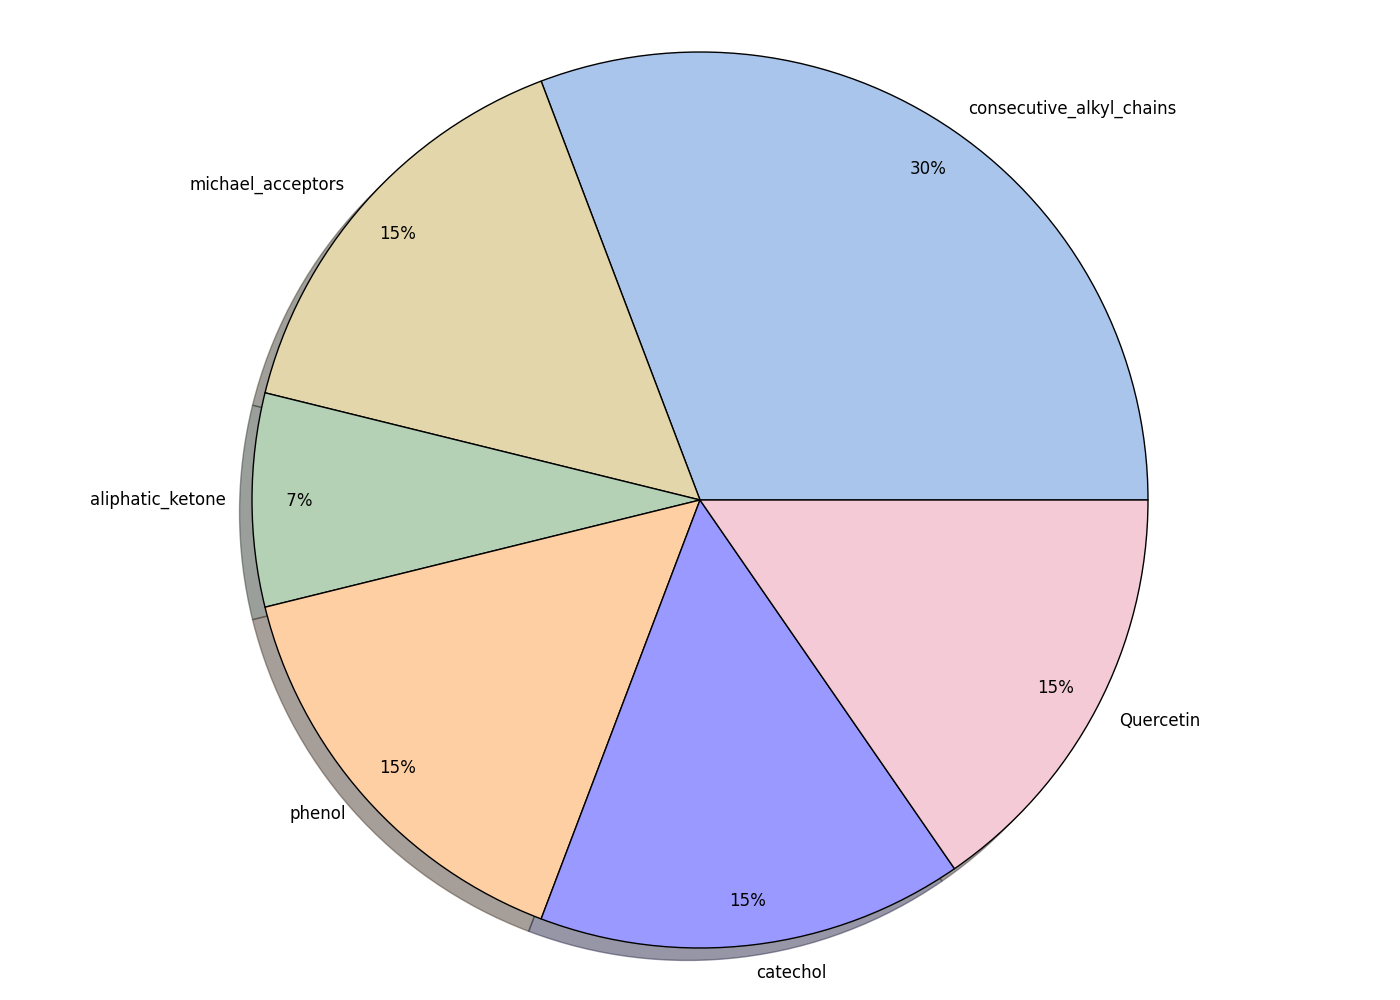 consecutive_alkyl_chains
30%
michael_acceptors
15%
aliphatic_ketone
7%
15%
phenol
15%
catechol
15%
Quercetin